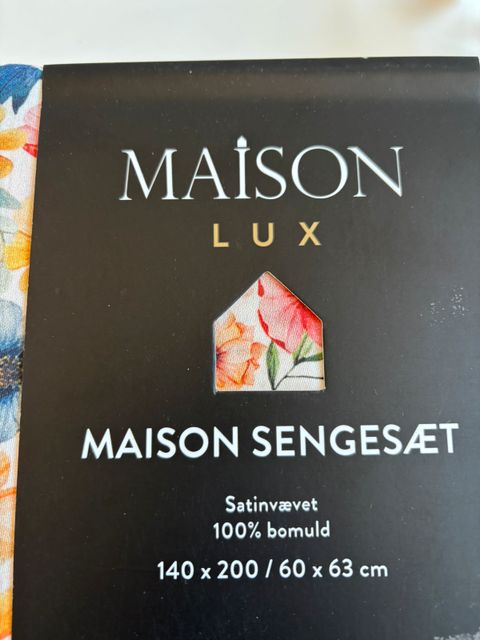 MAISON
LUX
MAISON SENGESÆT
Satinvævet
100% bomuld
140 x 200 / 60 x 63 cm